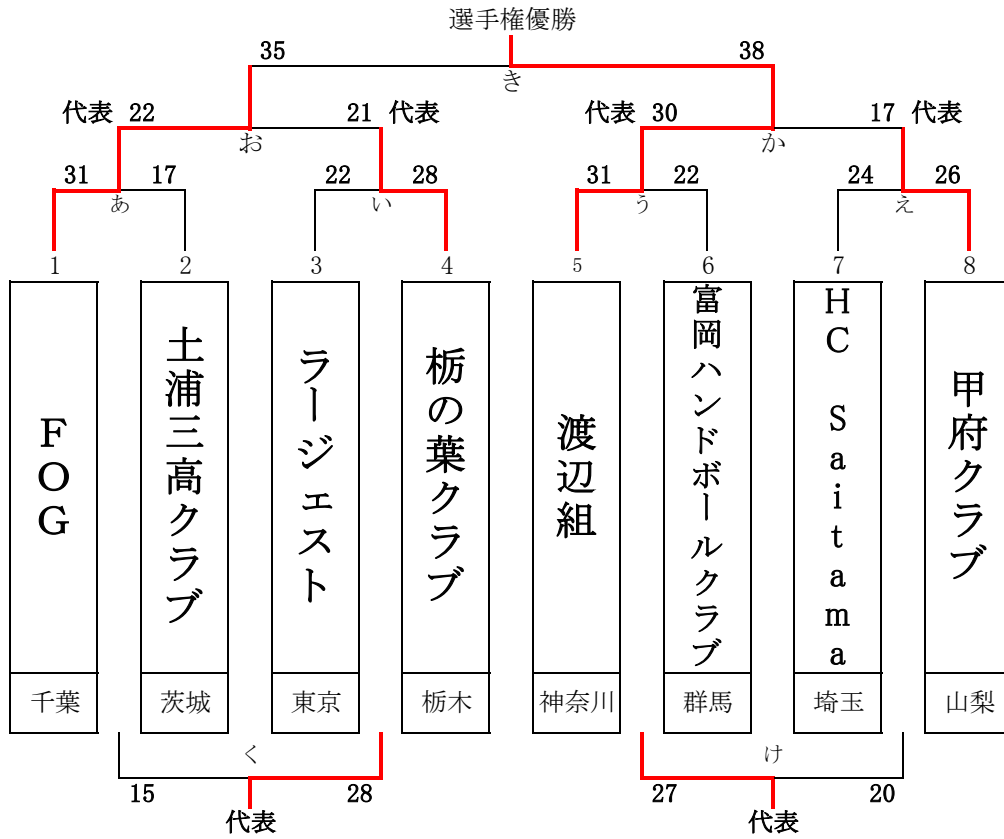 選手権優勝
35 38
き
代表 22 21 代表 代表 30 17 代表
お か
31 17 22 28 31 22 24 26
あ い う え
1 2 3 4 5 6 7 8
FOG
土浦三高クラブ
ラージェスト
栃の葉クラブ
渡辺組
富岡ハンドボールクラブ
HC Saitama
甲府クラブ
千葉 茨城 東京 栃木 神奈川 群馬 埼玉 山梨
く け
15 28 27 20
代表 代表